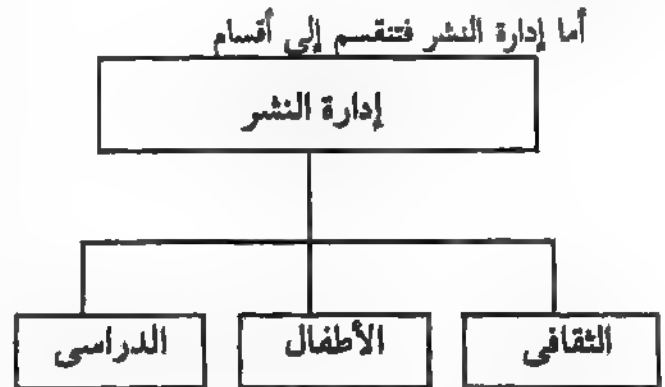 أما إدارة النشر فتنقسم إلى أقسام
إدارة النشر
الثقافى
الأطفال
الدراسى